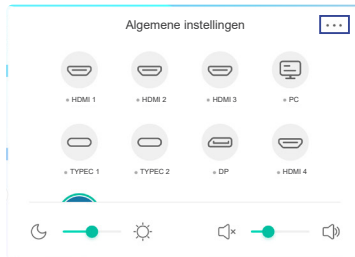 Algemene instellingen
HDMI 1
HDMI 2
HDMI 3
PC
TYPEC 1
TYPEC 2
DP
HDMI 4